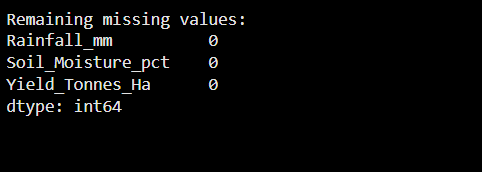 Remaining missing values:
Rainfall_mm          0
Soil_Moisture_pct    0
Yield_Tonnes_Ha      0
dtype: int64